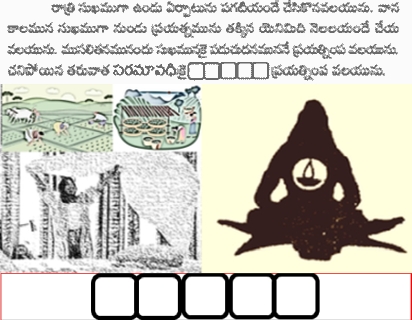 రాత్రి సుఖముగా ఉండు ఏర్పాటును పగటియందే చేసికొనవలయును. వాన
కాలమున సుఖముగా నుండు ప్రయత్నమును తక్కిన యెనిమిది నెలలయందే చేయ
వలయును. ముసలితనమునందు సుఖమునకై పడుచుదనముననే ప్రయత్నింప వలయును.
చనిపోయిన తరువాత పరమావధికై ప్రయత్నింప వలయును.